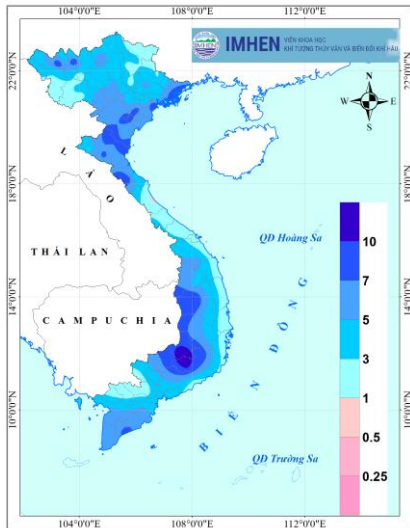 104°0'0"E 108°0'0"E 112°0'0"E
IMHEN
VIỆN KHOA HỌC
KHÍ TƯỢNG THỦY VĂN VÀ BIẾN ĐỔI KHÍ HẬU
N
W E
S
22°0'0"N
18°0'0"N
14°0'0"N
10°0'0"N
LÀO
THÁI LAN
CAMPUCHIA
QĐ Hoàng Sa
BIỂN ĐÔNG
QĐ Trường Sa
10
7
5
3
1
0.5
0.25
22°0'0"N
18°0'0"N
14°0'0"N
10°0'0"N
104°0'0"E 108°0'0"E 112°0'0"E